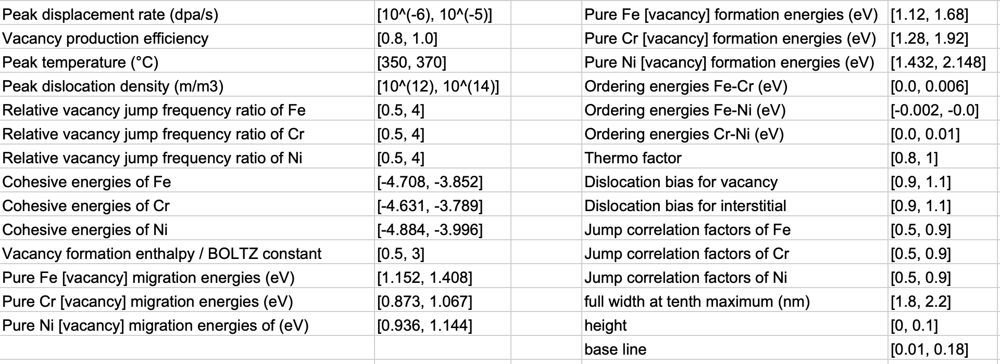 Peak displacement rate (dpa/s) [10^(-6), 10^(-5)] Pure Fe [vacancy] formation energies (eV) [1.12, 1.68]
Vacancy production efficiency [0.8, 1.0] Pure Cr [vacancy] formation energies (eV) [1.28, 1.92]
Peak temperature (°C) [350, 370] Pure Ni [vacancy] formation energies (eV) [1.432, 2.148]
Peak dislocation density (m/m3) [10^(12), 10^(14)] Ordering energies Fe-Cr (eV) [0.0, 0.006]
Relative vacancy jump frequency ratio of Fe [0.5, 4] Ordering energies Fe-Ni (eV) [-0.002, -0.0]
Relative vacancy jump frequency ratio of Cr [0.5, 4] Ordering energies Cr-Ni (eV) [0.0, 0.01]
Relative vacancy jump frequency ratio of Ni [0.5, 4] Thermo factor [0.8, 1]
Cohesive energies of Fe [-4.708, -3.852] Dislocation bias for vacancy [0.9, 1.1]
Cohesive energies of Cr [-4.631, -3.789] Dislocation bias for interstitial [0.9, 1.1]
Cohesive energies of Ni [-4.884, -3.996] Jump correlation factors of Fe [0.5, 0.9]
Vacancy formation enthalpy / BOLTZ constant [0.5, 3] Jump correlation factors of Cr [0.5, 0.9]
Pure Fe [vacancy] migration energies (eV) [1.152, 1.408] Jump correlation factors of Ni [0.5, 0.9]
Pure Cr [vacancy] migration energies (eV) [0.873, 1.067] full width at tenth maximum (nm) [1.8, 2.2]
Pure Ni [vacancy] migration energies of (eV) [0.936, 1.144] height [0, 0.1]
base line [0.01, 0.18]